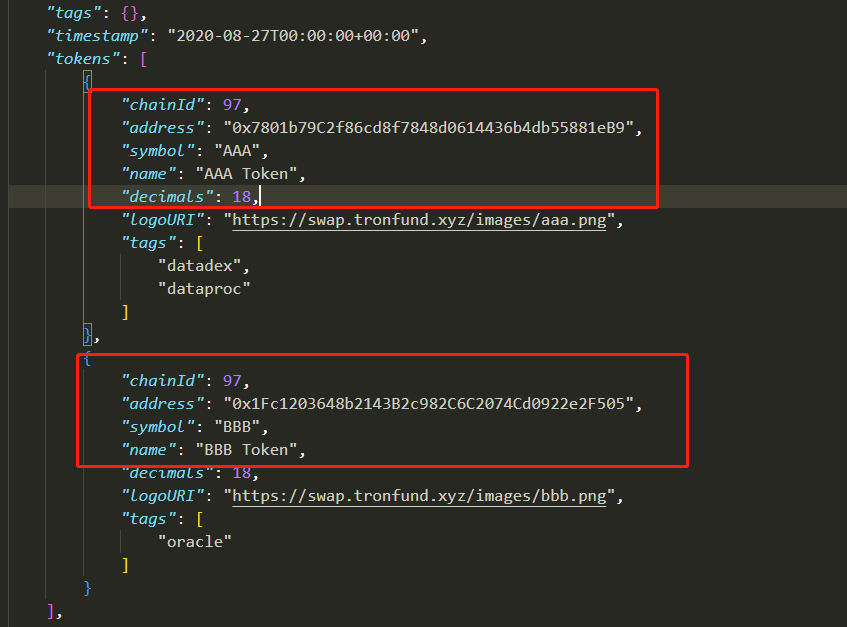 "tags": {},
"timestamp": "2020-08-27T00:00:00+00:00",
"tokens": [
{
"chainId": 97,
"address": "0x7801b79C2f86cd8f7848d0614436b4db55881eB9",
"symbol": "AAA",
"name": "AAA Token",
"decimals": 18,
"logoURI": "https://swap.tronfund.xyz/images/aaa.png",
"tags": [
"datadex",
"dataproc"
]
},
{
"chainId": 97,
"address": "0x1Fc1203648b2143B2c982C6C2074Cd0922e2F505",
"symbol": "BBB",
"name": "BBB Token",
"decimals": 18,
"logoURI": "https://swap.tronfund.xyz/images/bbb.png",
"tags": [
"oracle"
]
}
],